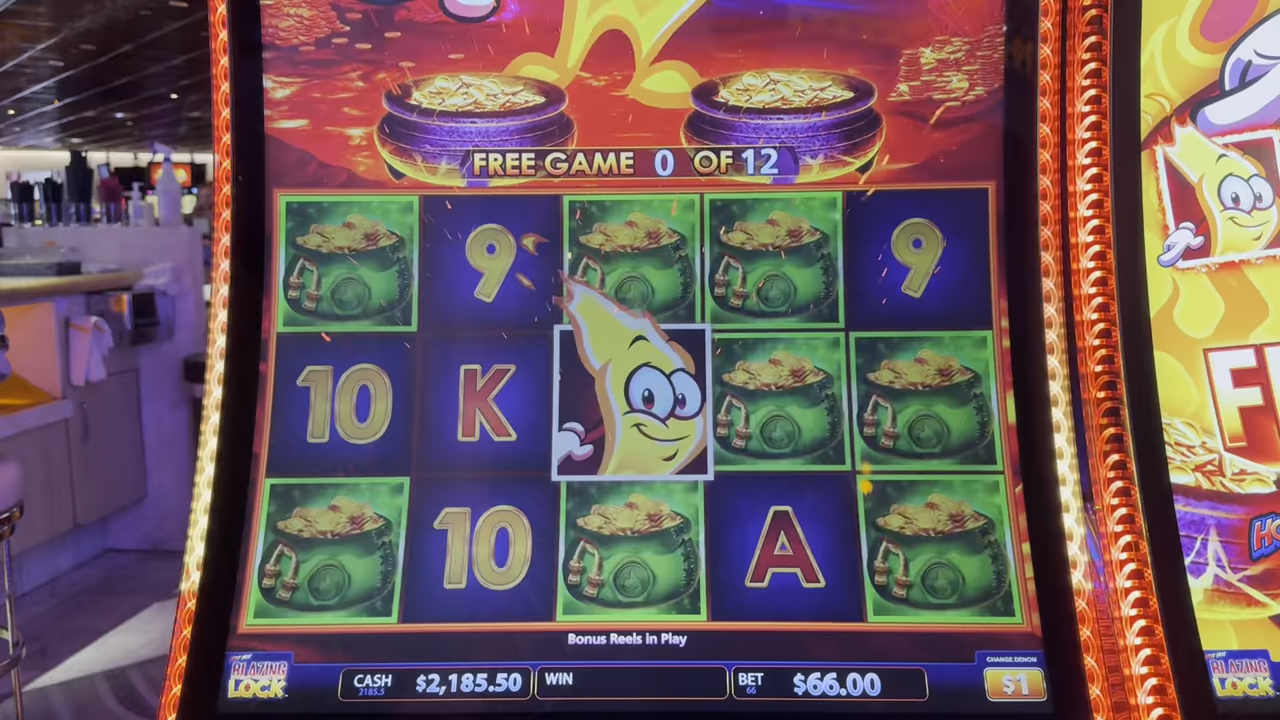 FREE GAME 0 OF 12
9 9
10 K
10 A
Bonus Reels in Play
BLAZING
LOCK
CASH
2185.5
$2,185.50
WIN
BET
66
$66.00
CHANGE DENOM
$1
BLAZING
LOCK